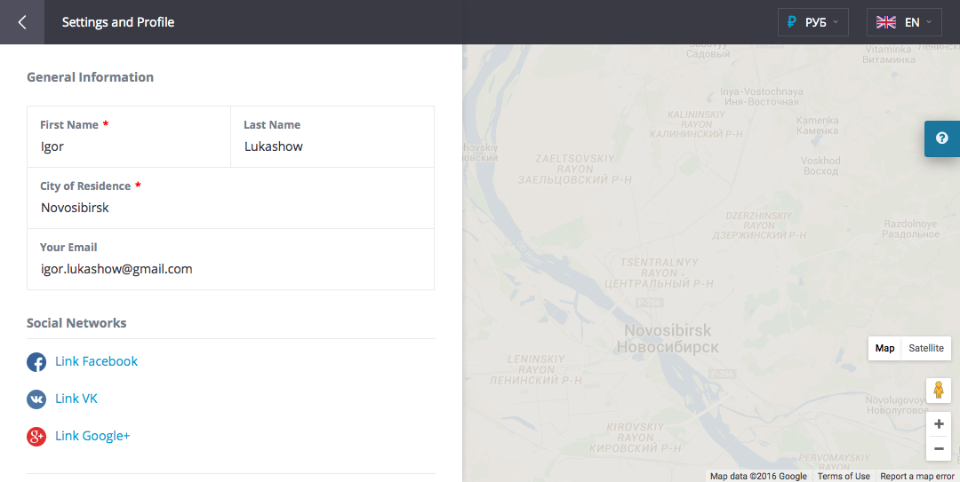 Settings and Profile
₽ РУБ
EN
General Information
First Name *
Igor
Last Name
Lukashow
City of Residence *
Novosibirsk
Your Email
igor.lukashow@gmail.com
Social Networks
Link Facebook
Link VK
Link Google+
Садовый
Vitaminka
Витаминка
Inya-Vostochnaya
Иня-Восточная
KALININSKIY
RAYON
КАЛИНИНСКИЙ Р-Н
Kamenka
Каменка
ZAELTSOVSKIY
RAYON
ЗАЕЛЬЦОВСКИЙ Р-Н
Voskhod
Восход
DZERZHINSKIY
RAYON
ДЗЕРЖИНСКИЙ Р-Н
Razdolnoye
Раздольное
TSENTRALNYY
RAYON
ЦЕНТРАЛЬНЫЙ Р-Н
Novosibirsk
Новосибирск
LENINSKIY
RAYON
ЛЕНИНСКИЙ Р-Н
KIROVSKIY
RAYON
КИРОВСКИЙ Р-Н
PERVOMAYSKIY
RAYON
Novolugovoye
Новолуговое
?
Map
Satellite
+
−
Map data ©2016 Google
Terms of Use
Report a map error